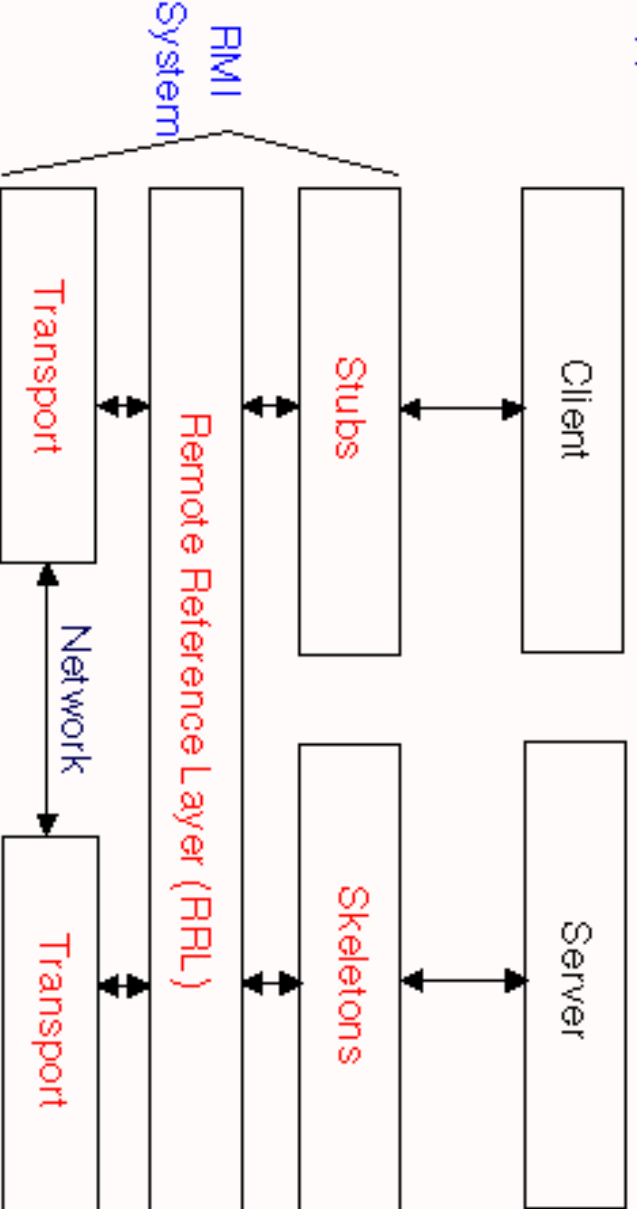 Client
Server
Stubs
Skeletons
RMI
System
Remote Reference Layer (RRL)
Network
Transport
Transport